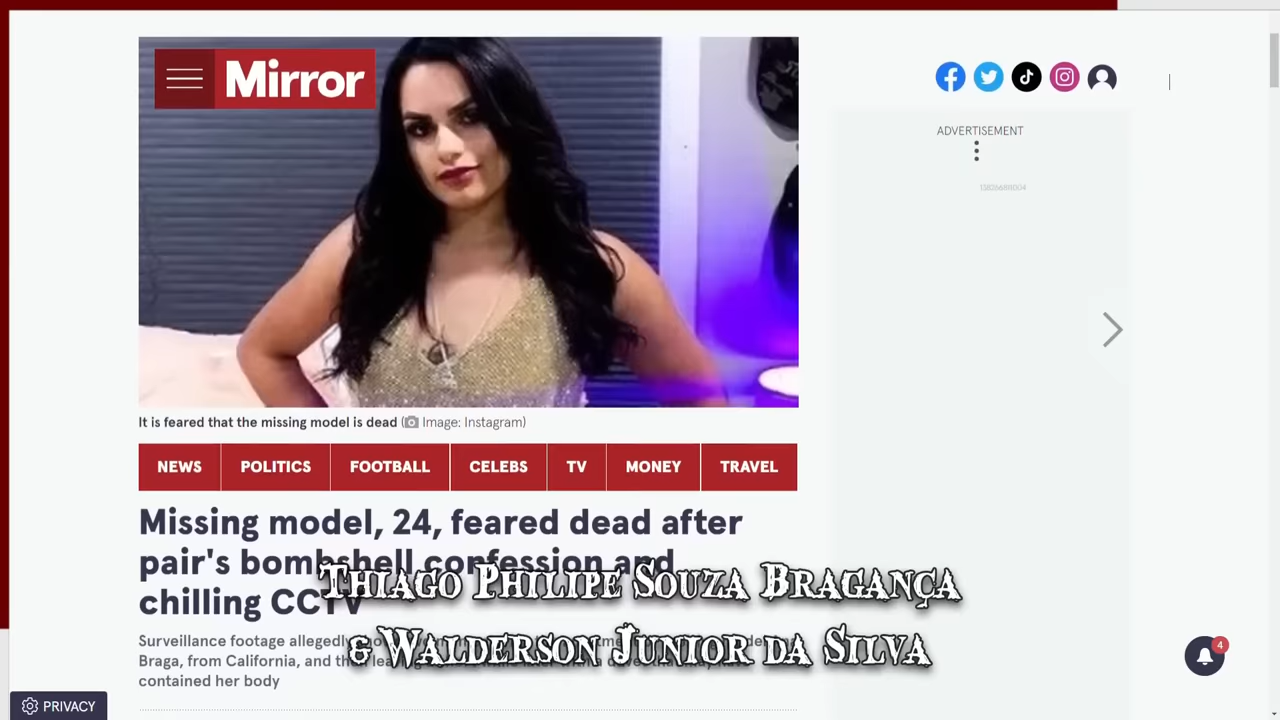 Mirror
ADVERTISEMENT
It is feared that the missing model is dead (Image: Instagram)
NEWS POLITICS FOOTBALL CELEBS TV MONEY TRAVEL
Missing model, 24, feared dead after
pair's bombshell confession and
chilling CCTV
Thiago Philipe Souza Bragança
& Walderson Junior da Silva
Surveillance footage allegedly
Braga, from California, and
contained her body
4
PRIVACY